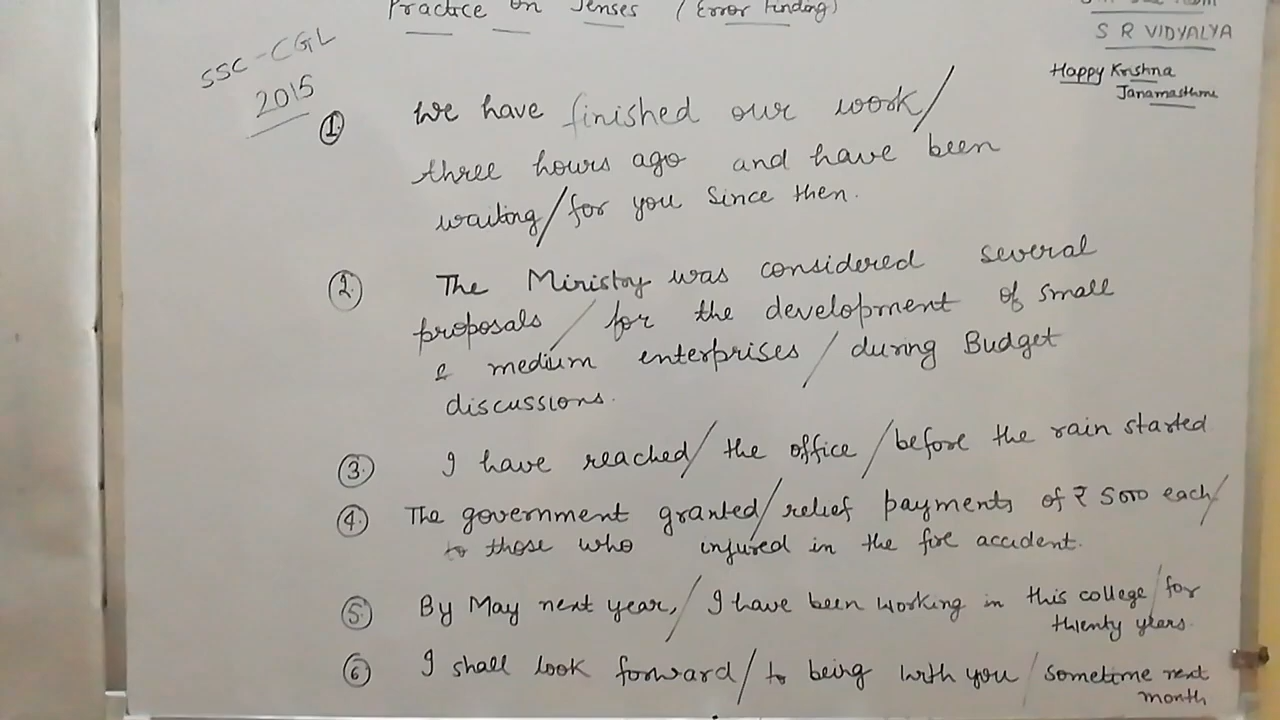 Practice on Tenses (Error Finding)
S R VIDYALYA
Happy Krishna
Janamasthmi
SSC-CGL
2015
① We have finished our work/
three hours ago and have been
waiting/for you since then.
② The Ministry was considered several
proposals / for the development of small
& medium enterprises / during Budget
discussions.
③ I have reached/ the office /before the rain started
④ The government granted/ relief payments of ₹ 5000 each/
to those who injured in the fire accident.
⑤ By May next year,/ I have been working in this college/for
thienty years.
⑥ I shall look forward/ to being with you / sometime next
month